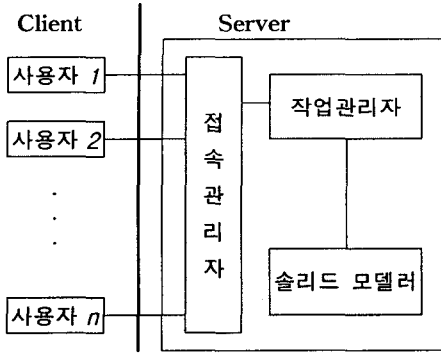 Client
Server
사용자 1
사용자 2
사용자 n
접속관리자
작업관리자
솔리드 모델러